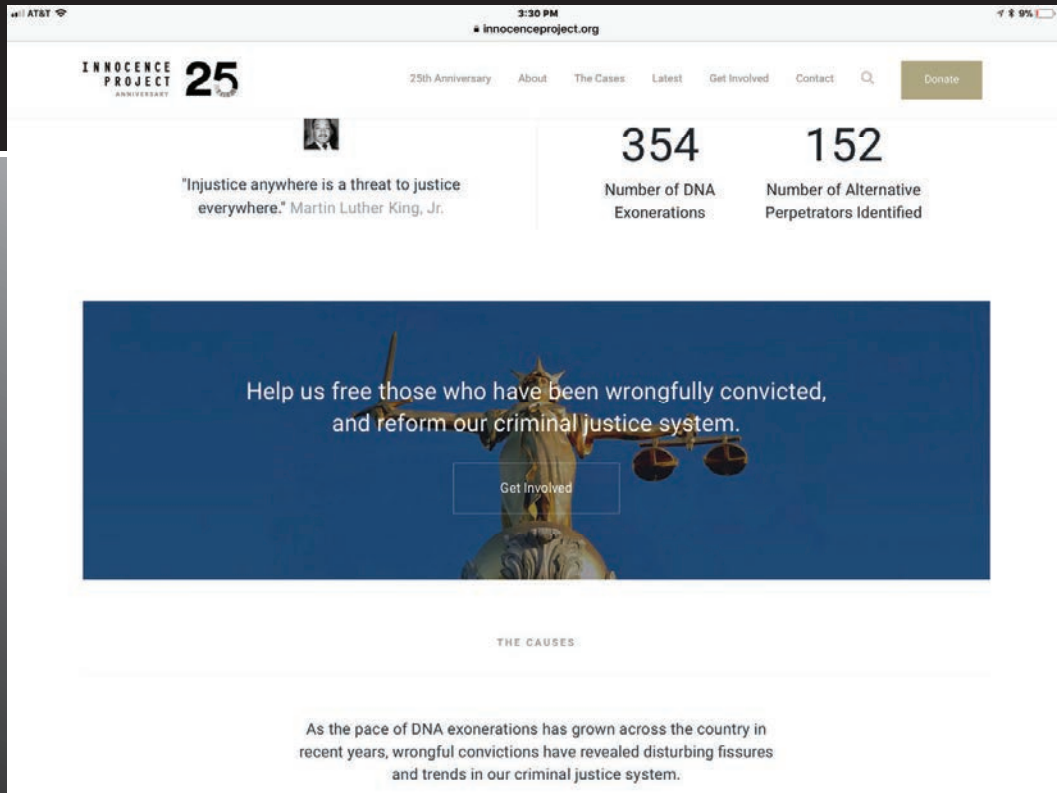 AT&T
3:30 PM
9%
innocenceproject.org
INNOCENCE
PROJECT
ANNIVERSARY
25
25th Anniversary
About
The Cases
Latest
Get Involved
Contact
Donate
"Injustice anywhere is a threat to justice
everywhere." Martin Luther King, Jr.
354
Number of DNA
Exonerations
152
Number of Alternative
Perpetrators Identified
Help us free those who have been wrongfully convicted,
and reform our criminal justice system.
Get Involved
THE CAUSES
As the pace of DNA exonerations has grown across the country in
recent years, wrongful convictions have revealed disturbing fissures
and trends in our criminal justice system.